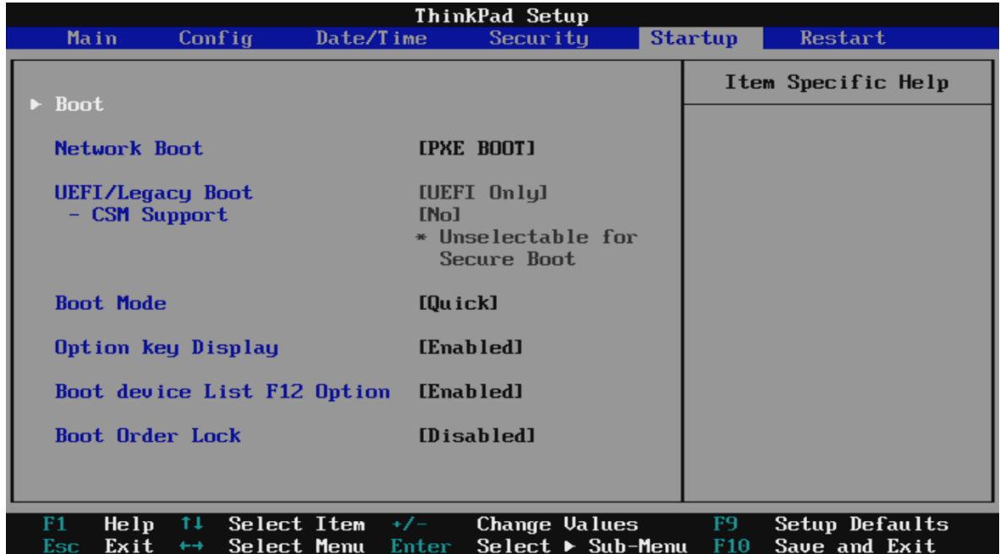 ThinkPad Setup
Main Config Date/Time Security Startup Restart
Item Specific Help
▶ Boot
Network Boot [PXE BOOT]
UEFI/Legacy Boot [UEFI Only]
- CSM Support [No]
* Unselectable for
Secure Boot
Boot Mode [Quick]
Option key Display [Enabled]
Boot device List F12 Option [Enabled]
Boot Order Lock [Disabled]
F1 Help ↑↓ Select Item +/- Change Values F9 Setup Defaults
Esc Exit ←→ Select Menu Enter Select ▶ Sub-Menu F10 Save and Exit